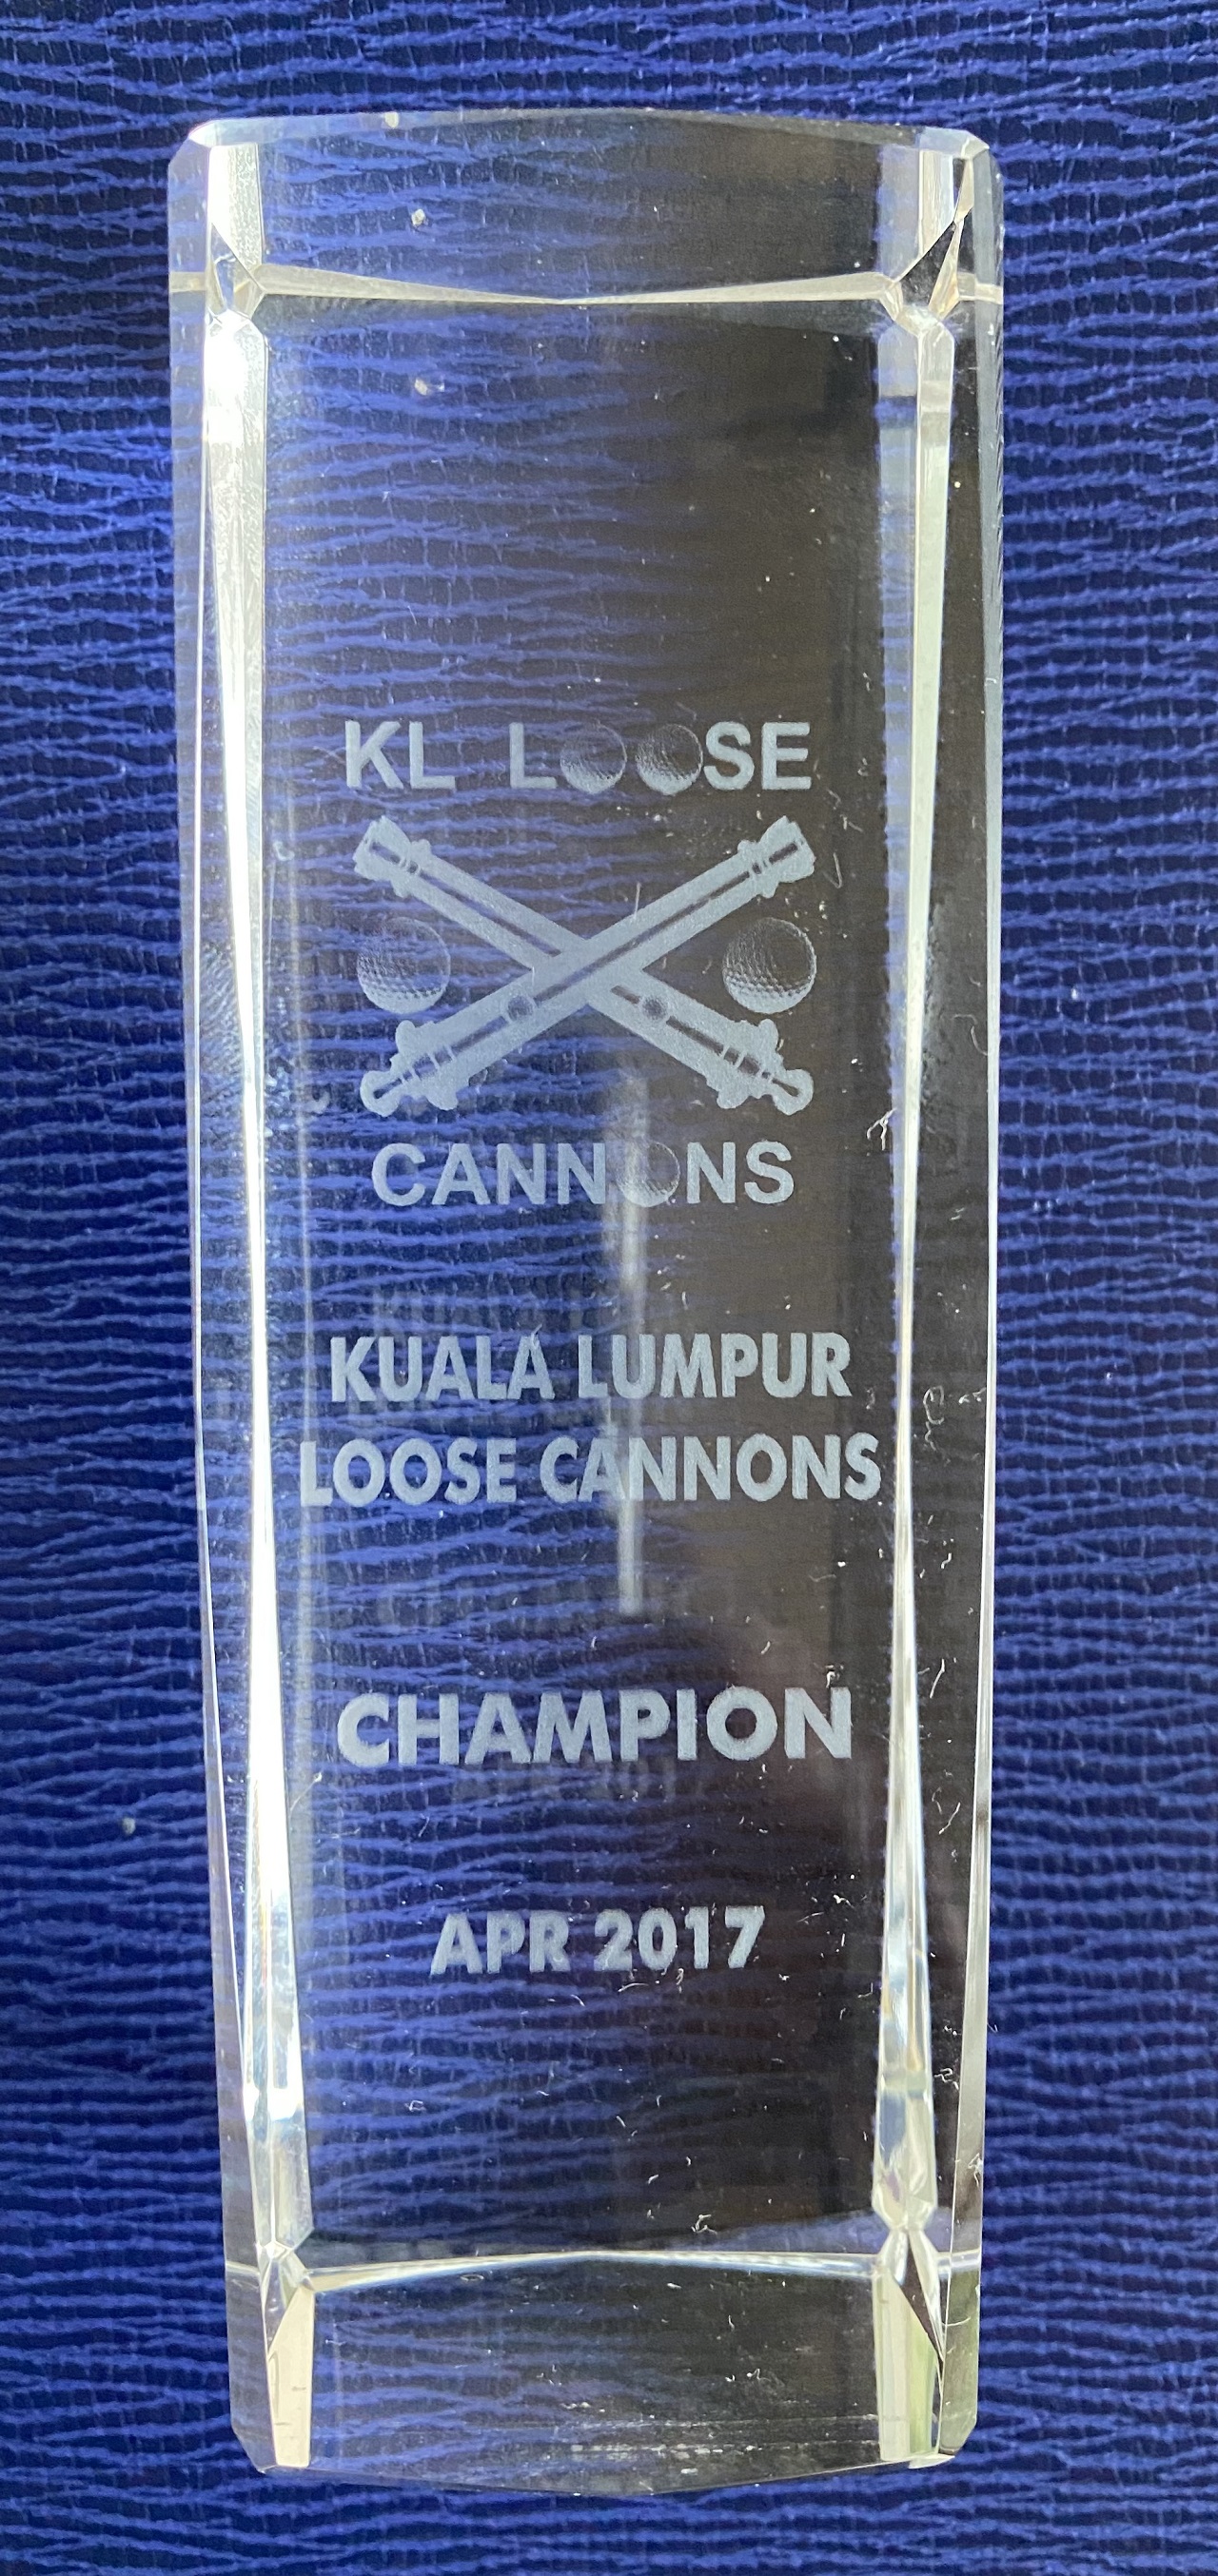 KL LOOSE
CANNONS
KUALA LUMPUR
LOOSE CANNONS
CHAMPION
APR 2017